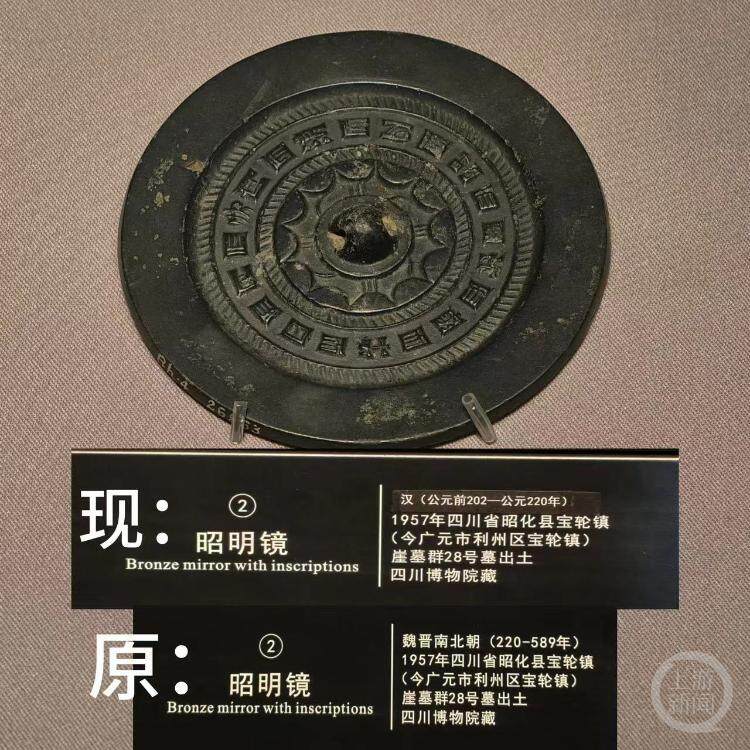 现：
②
昭明镜
Bronze mirror with inscriptions
汉（公元前202—公元220年）
1957年四川省昭化县宝轮镇
（今广元市利州区宝轮镇）
崖墓群28号墓出土
四川博物院藏
原：
②
昭明镜
Bronze mirror with inscriptions
魏晋南北朝（220-589年）
1957年四川省昭化县宝轮镇
（今广元市利州区宝轮镇）
崖墓群28号墓出土
四川博物院藏
上游新闻